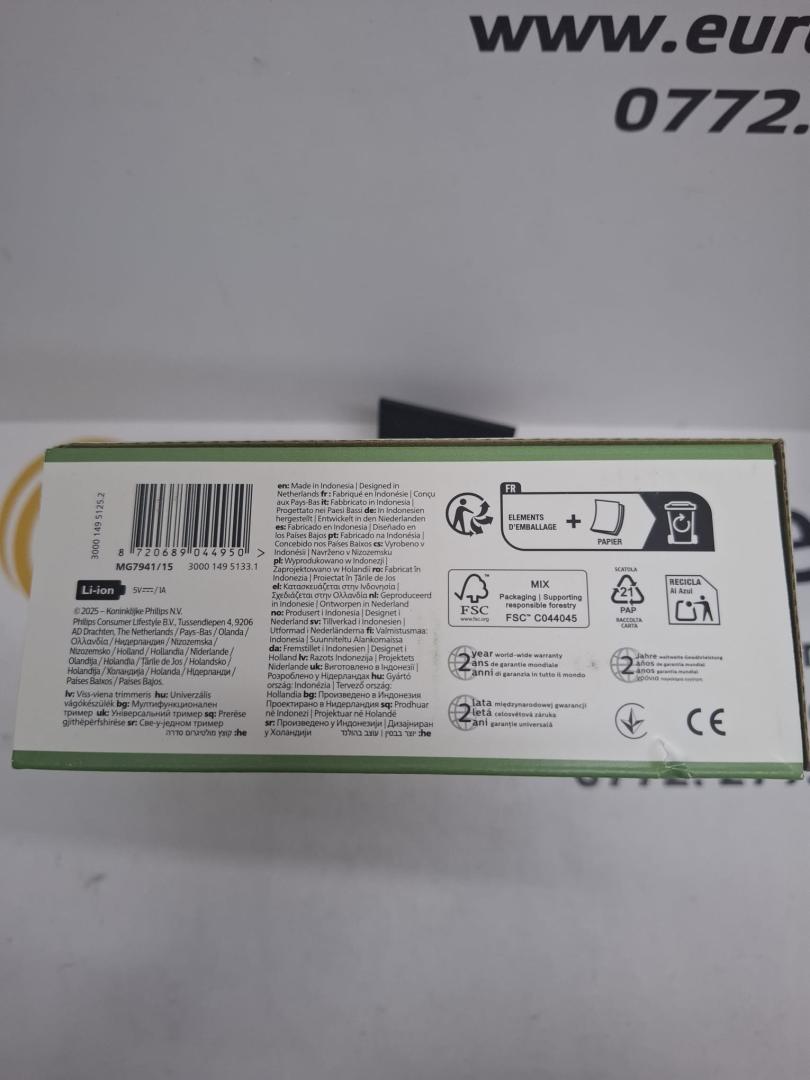 www.eur
0772.
3000 149 5125.2
8 720689 044950 >
MG7941/15 3000 149 5133.1
Li-ion 5V⎓/1A
©2025 – Koninklijke Philips N.V.
Philips Consumer Lifestyle B.V., Tussendiepen 4, 9206
AD Drachten, The Netherlands / Pays-Bas / Olanda /
Ολλανδία / Нидерландия / Nizozemska /
Nizozemsko / Holland / Hollandia / Niderlande /
Olandija / Holandia / Țările de Jos / Holandsko /
Холандија / Holanda / Нідерланди /
Países Baixos / Países Bajos.
lv: Viss-viena trimmeris hu: Univerzális
vágókészülék bg: Мултифункционален
тример uk: Універсальний тример sq: Prerëse
gjithëpërfshirëse sr: Све-у-једном тример
he: קוצץ מולטיגרום סדרה
en: Made in Indonesia | Designed in
Netherlands fr: Fabriqué en Indonésie | Conçu
aux Pays-Bas it: Fabbricato in Indonesia |
Progettato nei Paesi Bassi de: In Indonesien
hergestellt | Entwickelt in den Niederlanden
es: Fabricado en Indonesia | Diseñado en
los Países Bajos pt: Fabricado na Indonésia |
Concebido nos Países Baixos cs: Vyrobeno v
Indonésii | Navrženo v Nizozemsku
pl: Wyprodukowano w Indonezji |
Zaprojektowano w Holandii ro: Fabricat în
Indonezia | Proiectat în Țările de Jos
el: Κατασκευάζεται στην Ινδονησία |
Σχεδιάζεται στην Ολλανδία nl: Geproduceerd
in Indonesie | Ontworpen in Nederland
no: Produsert i Indonesia | Designet i
Nederland sv: Tillverkad i Indonesien |
Utformad i Nederländerna fi: Valmistusmaa:
Indonesia | Suunniteltu Alankomaissa
da: Fremstillet i Indonesien | Designet i
Holland lv: Razots Indonezija | Projektets
Niderlande uk: Виготовлено в Індонезії |
Розроблено у Нідерландах hu: Gyártó
ország: Indonézia | Tervező ország:
Hollandia bg: Произведено в Индонезия
Проектирано в Нидерландия sq: Prodhuar
në Indonezi | Projektuar në Holandë
sr: Произведено у Индонезији | Дизајниран
у Холандији he: יוצר בבסין | עוצב בהולנד
FR
ELEMENTS
D'EMBALLAGE
+
PAPIER
FSC
www.fsc.org
MIX
Packaging | Supporting
responsible forestry
FSC™ C044045
SCATOLA
21
PAP
RACCOLTA
CARTA
RECICLA
Al Azul
2 year world-wide warranty
ans de garantie mondiale
anni di garanzia in tutto il mondo
2 Jahre weltweite Gewährleistung
años de garantía mundial
anos garantia mundial
χρόνια παγκόσμια εγγύηση
2 lata międzynarodowej gwarancji
letá celosvětová záruka
ani garanție universală
CE